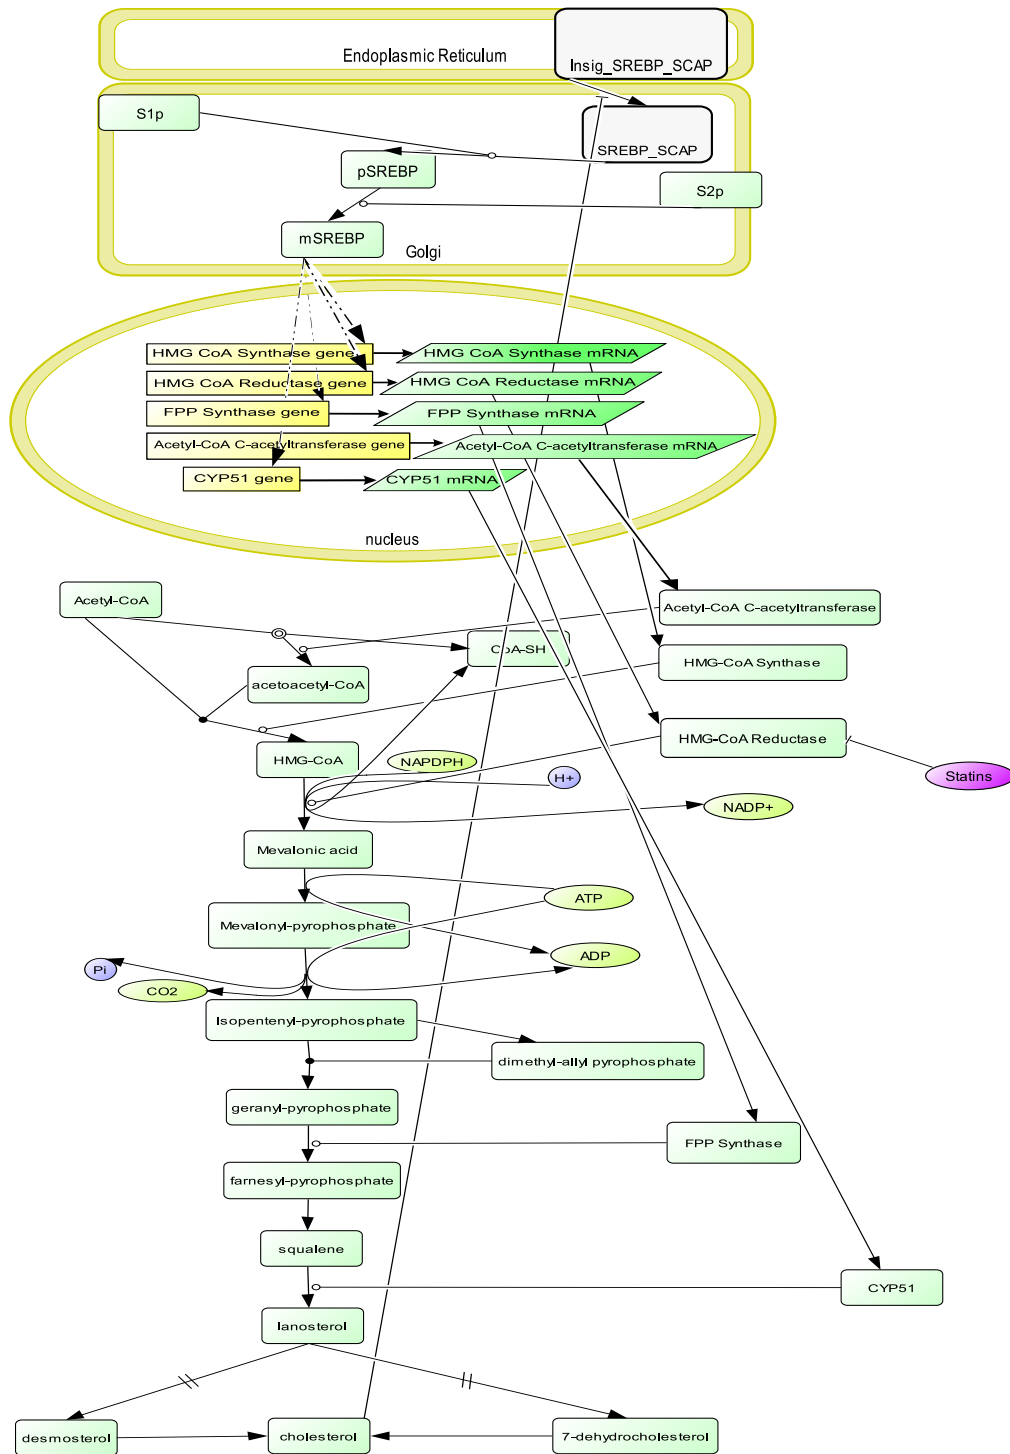 Endoplasmic Reticulum
Insig_SREBP_SCAP
S1p
SREBP_SCAP
pSREBP
S2p
mSREBP
Golgi
HMG CoA Synthase gene
HMG CoA Synthase mRNA
HMG CoA Reductase gene
HMG CoA Reductase mRNA
FPP Synthase gene
FPP Synthase mRNA
Acetyl-CoA C-acetyltransferase gene
Acetyl-CoA C-acetyltransferase mRNA
CYP51 gene
CYP51 mRNA
nucleus
Acetyl-CoA
Acetyl-CoA C-acetyltransferase
CoA-SH
HMG-CoA Synthase
acetoacetyl-CoA
HMG-CoA Reductase
HMG-CoA
NAPDPH
H+
Statins
NADP+
Mevalonic acid
ATP
Mevalonyl-pyrophosphate
ADP
Pi
CO2
Isopentenyl-pyrophosphate
dimethyl-allyl pyrophosphate
geranyl-pyrophosphate
FPP Synthase
farnesyl-pyrophosphate
squalene
CYP51
lanosterol
desmosterol
cholesterol
7-dehydrocholesterol